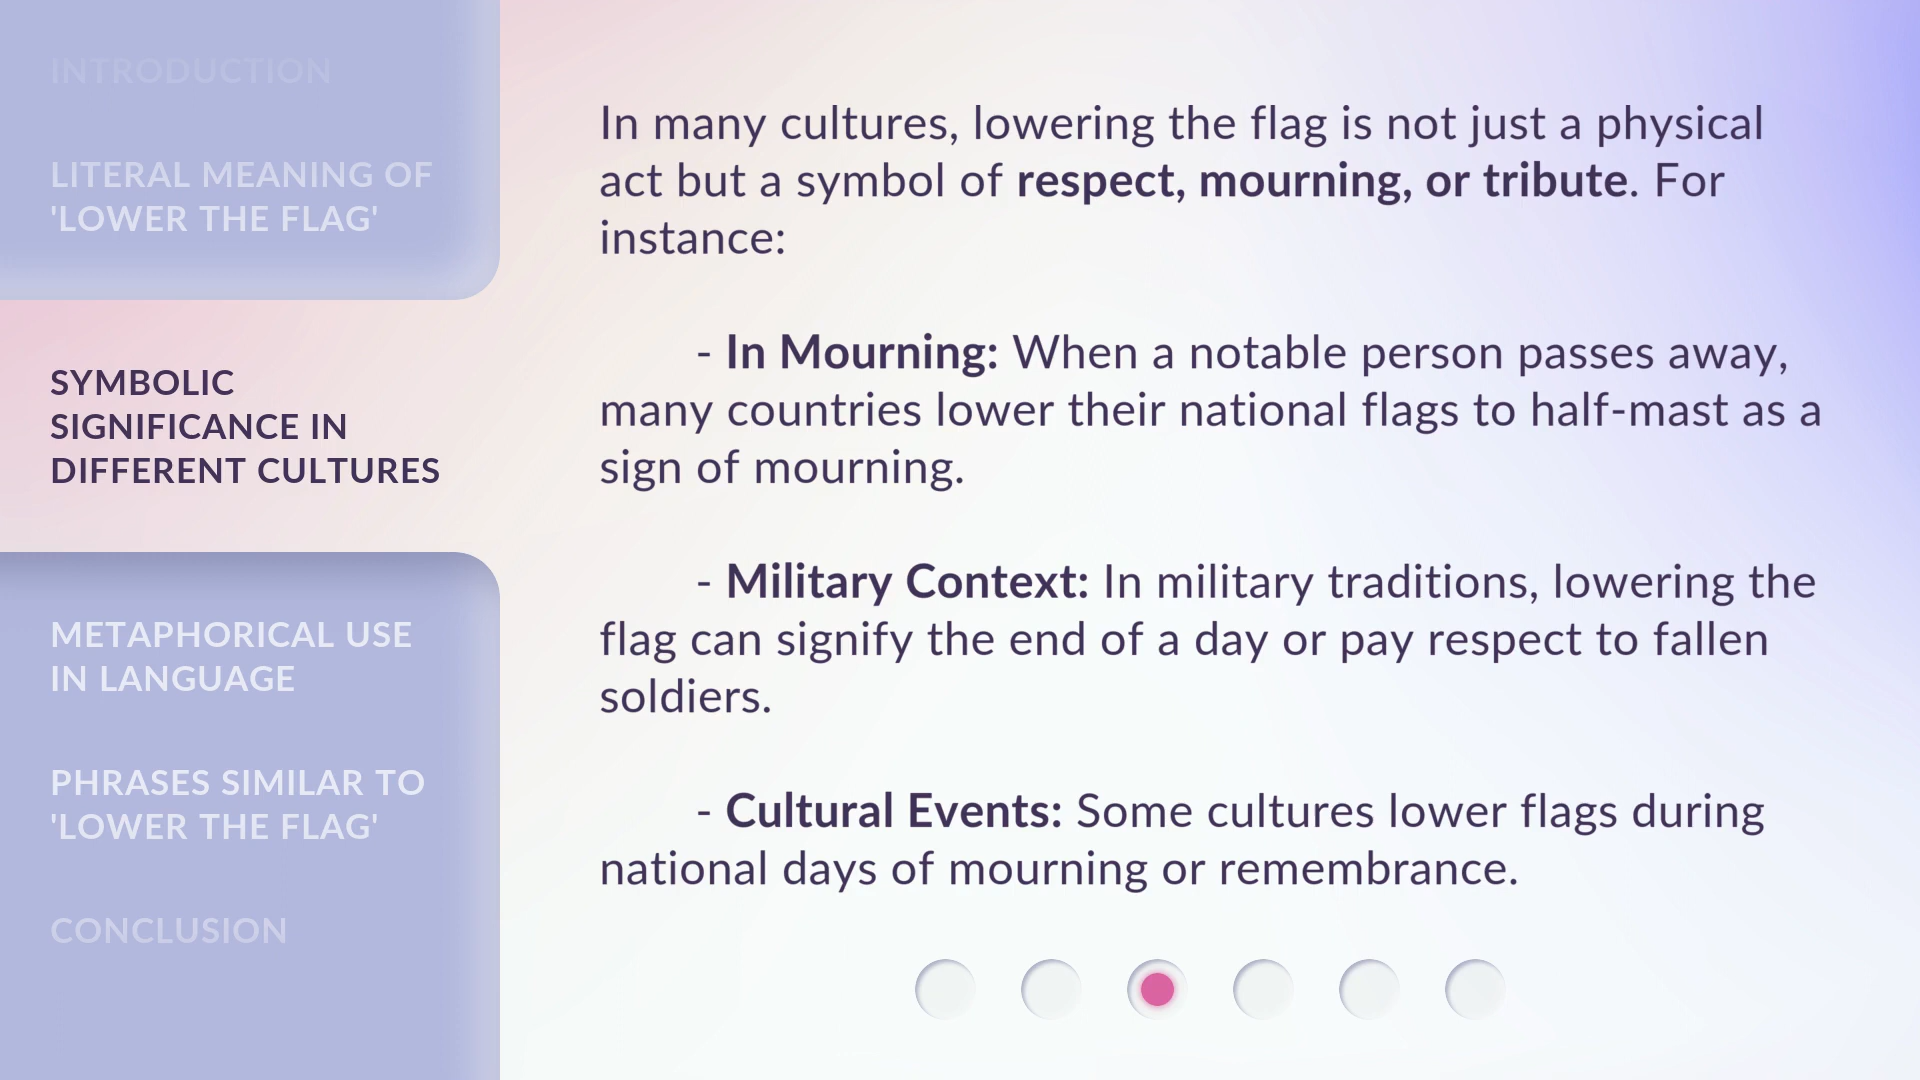 INTRODUCTION
LITERAL MEANING OF
'LOWER THE FLAG'
SYMBOLIC
SIGNIFICANCE IN
DIFFERENT CULTURES
METAPHORICAL USE
IN LANGUAGE
PHRASES SIMILAR TO
'LOWER THE FLAG'
CONCLUSION
In many cultures, lowering the flag is not just a physical
act but a symbol of respect, mourning, or tribute. For
instance:
- In Mourning: When a notable person passes away,
many countries lower their national flags to half-mast as a
sign of mourning.
- Military Context: In military traditions, lowering the
flag can signify the end of a day or pay respect to fallen
soldiers.
- Cultural Events: Some cultures lower flags during
national days of mourning or remembrance.